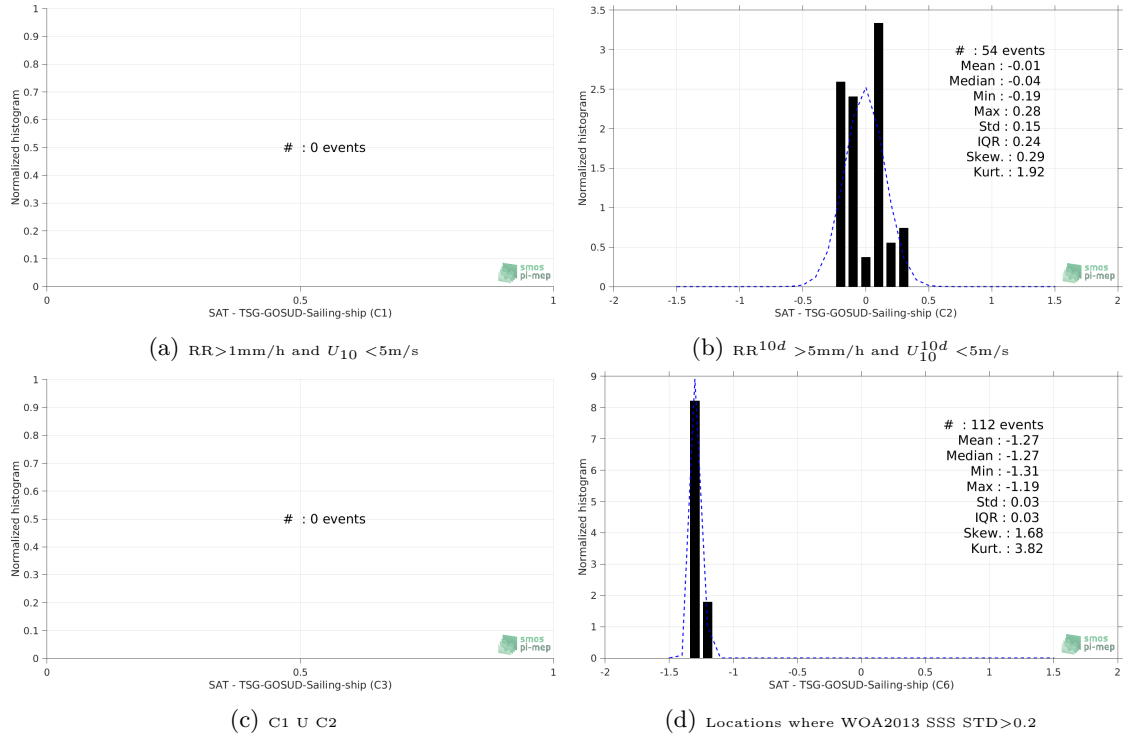 1
0.9
0.8
0.7
0.6
0.5
0.4
0.3
0.2
0.1
0
Normalized histogram
# : 0 events
0 0.5 1
SAT - TSG-GOSUD-Sailing-ship (C1)
smos
pi-mep
(a) RR>1mm/h and U₁₀ <5m/s
3.5
3
2.5
2
1.5
1
0.5
0
Normalized histogram
# : 54 events
Mean : -0.01
Median : -0.04
Min : -0.19
Max : 0.28
Std : 0.15
IQR : 0.24
Skew. : 0.29
Kurt. : 1.92
-2 -1.5 -1 -0.5 0 0.5 1 1.5 2
SAT - TSG-GOSUD-Sailing-ship (C2)
smos
pi-mep
(b) RR^{10d} >5mm/h and U_{10}^{10d} <5m/s
1
0.9
0.8
0.7
0.6
0.5
0.4
0.3
0.2
0.1
0
Normalized histogram
# : 0 events
0 0.5 1
SAT - TSG-GOSUD-Sailing-ship (C3)
smos
pi-mep
(c) C1 U C2
9
8
7
6
5
4
3
2
1
0
Normalized histogram
# : 112 events
Mean : -1.27
Median : -1.27
Min : -1.31
Max : -1.19
Std : 0.03
IQR : 0.03
Skew. : 1.68
Kurt. : 3.82
-2 -1.5 -1 -0.5 0 0.5 1 1.5 2
SAT - TSG-GOSUD-Sailing-ship (C6)
smos
pi-mep
(d) Locations where WOA2013 SSS STD>0.2